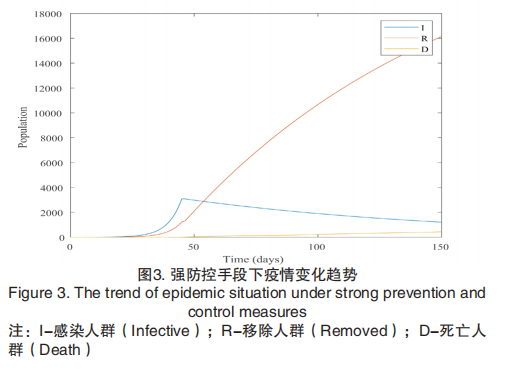 18000
16000
14000
12000
10000
8000
6000
4000
2000
0
Population
I
R
D
0 50 100 150
Time (days)
图3. 强防控手段下疫情变化趋势
Figure 3. The trend of epidemic situation under strong prevention and
control measures
注：I–感染人群（Infective）；R–移除人群（Removed）；D–死亡人
群（Death）